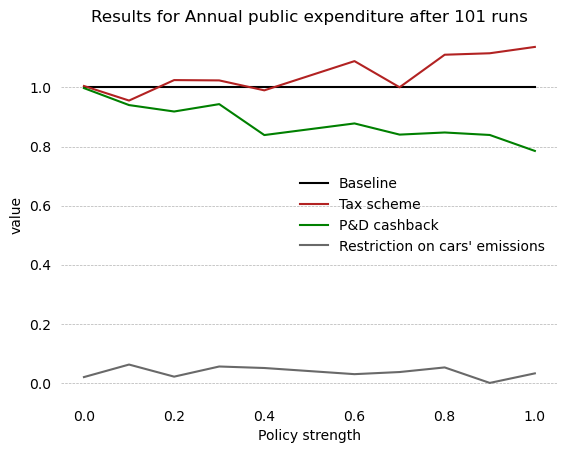 Results for Annual public expenditure after 101 runs
1.0
0.8
0.6
0.4
0.2
0.0
value
Baseline
Tax scheme
P&D cashback
Restriction on cars' emissions
0.0 0.2 0.4 0.6 0.8 1.0
Policy strength